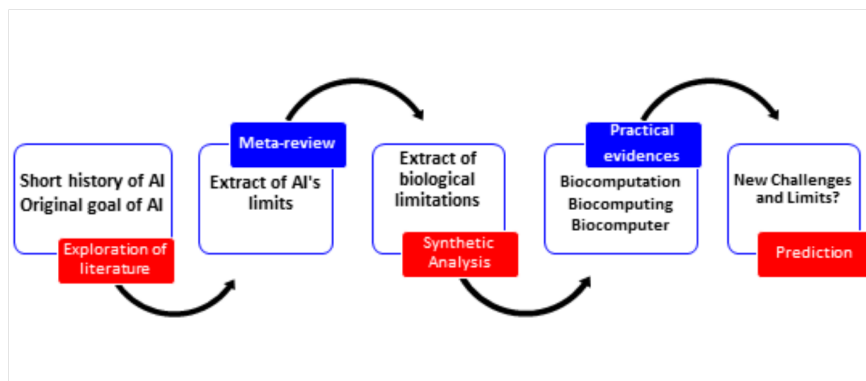 Short history of AI
Original goal of AI
Exploration of
literature
Meta-review
Extract of AI's
limits
Extract of
biological
limitations
Synthetic
Analysis
Practical
evidences
Biocomputation
Biocomputing
Biocomputer
New Challenges
and Limits?
Prediction